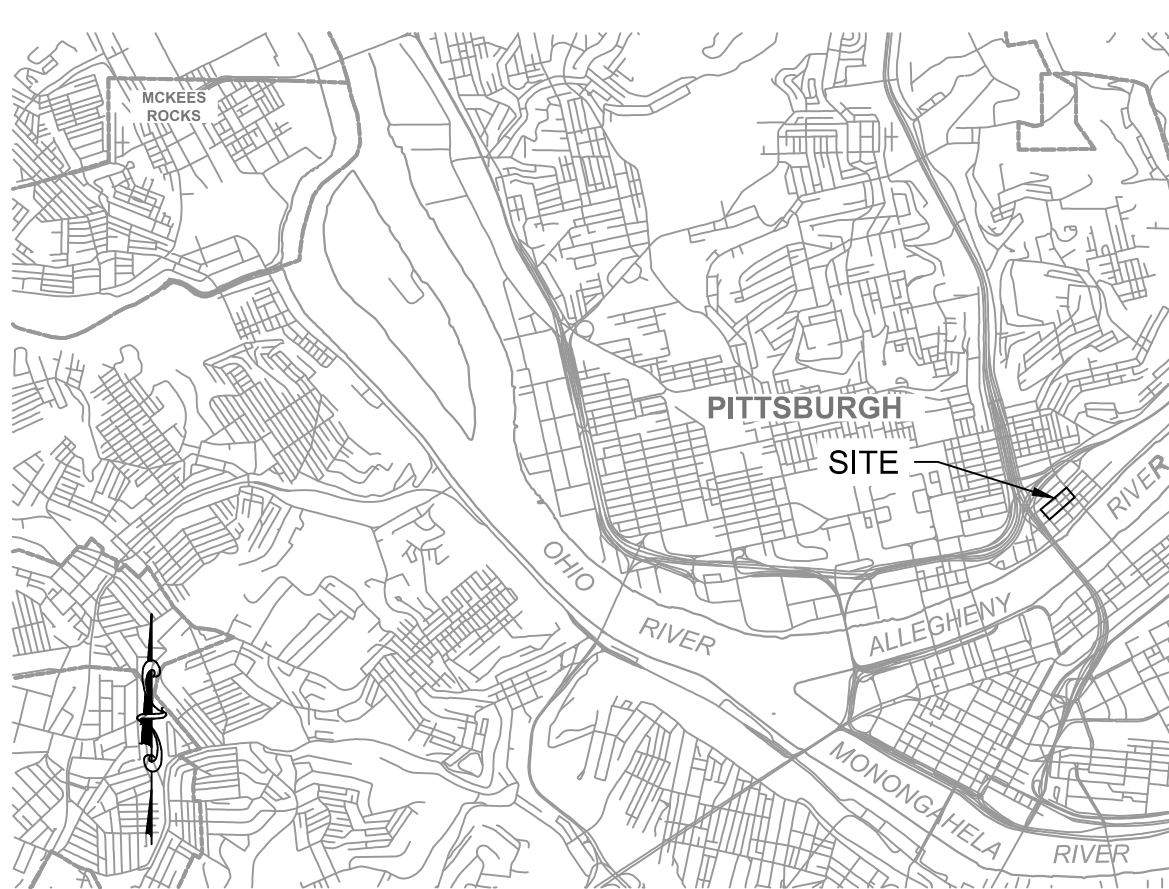 MCKEES
ROCKS
PITTSBURGH
SITE
RIVER
OHIO
RIVER
ALLEGHENY
MONONGAHELA
RIVER